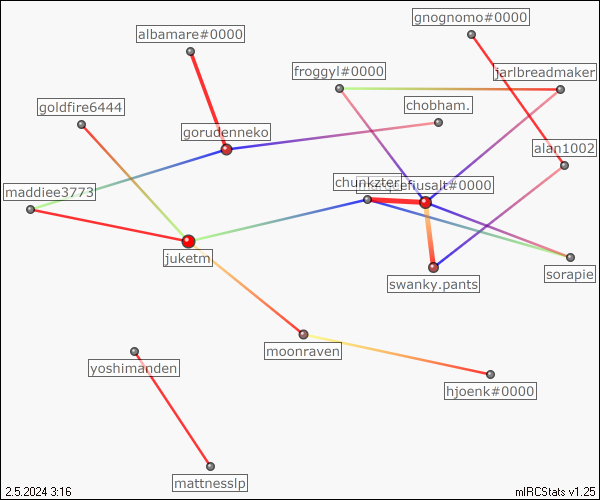 gnognomo#0000
albamare#0000
froggyl#0000
jarlbreadmaker
goldfire6444
chobham.
gorudenneko
alan1002
chunkzter
efiusalt#0000
maddiee3773
juketm
sorapie
swanky.pants
moonraven
yoshimanden
hjoenk#0000
mattnesslp
2.5.2024 3:16
mIRCStats v1.25